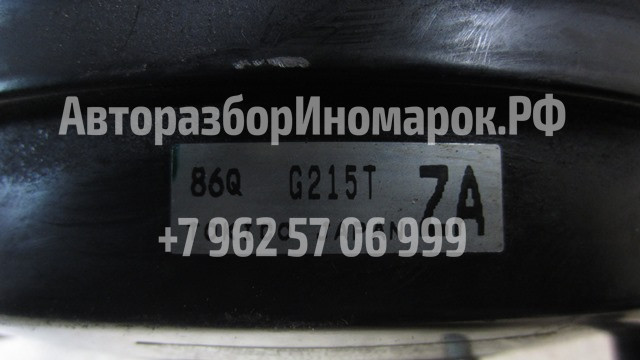 АвторазборИномарок.РФ
86Q G215T 7A
+7 962 57 06 999